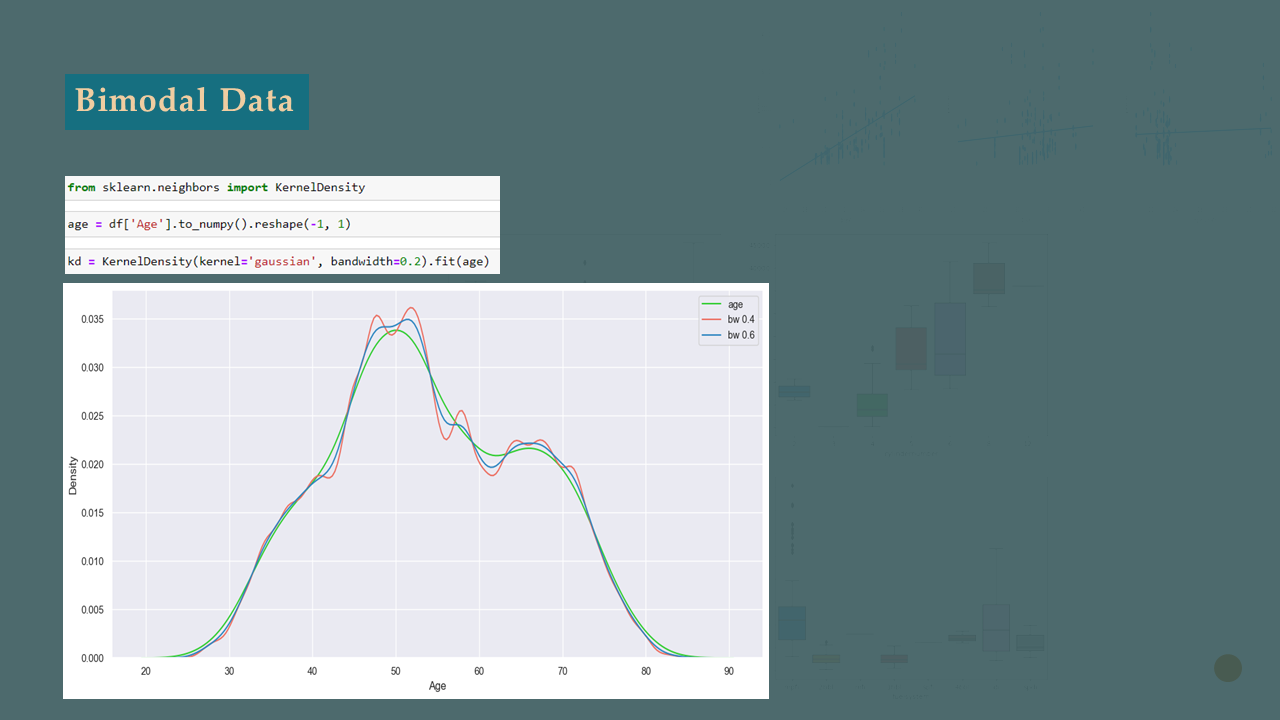 Bimodal Data
from sklearn.neighbors import KernelDensity
age = df['Age'].to_numpy().reshape(-1, 1)
kd = KernelDensity(kernel='gaussian', bandwidth=0.2).fit(age)
age
bw 0.4
bw 0.6
0.035
0.030
0.025
0.020
0.015
0.010
0.005
0.000
Density
20 30 40 50 60 70 80 90
Age